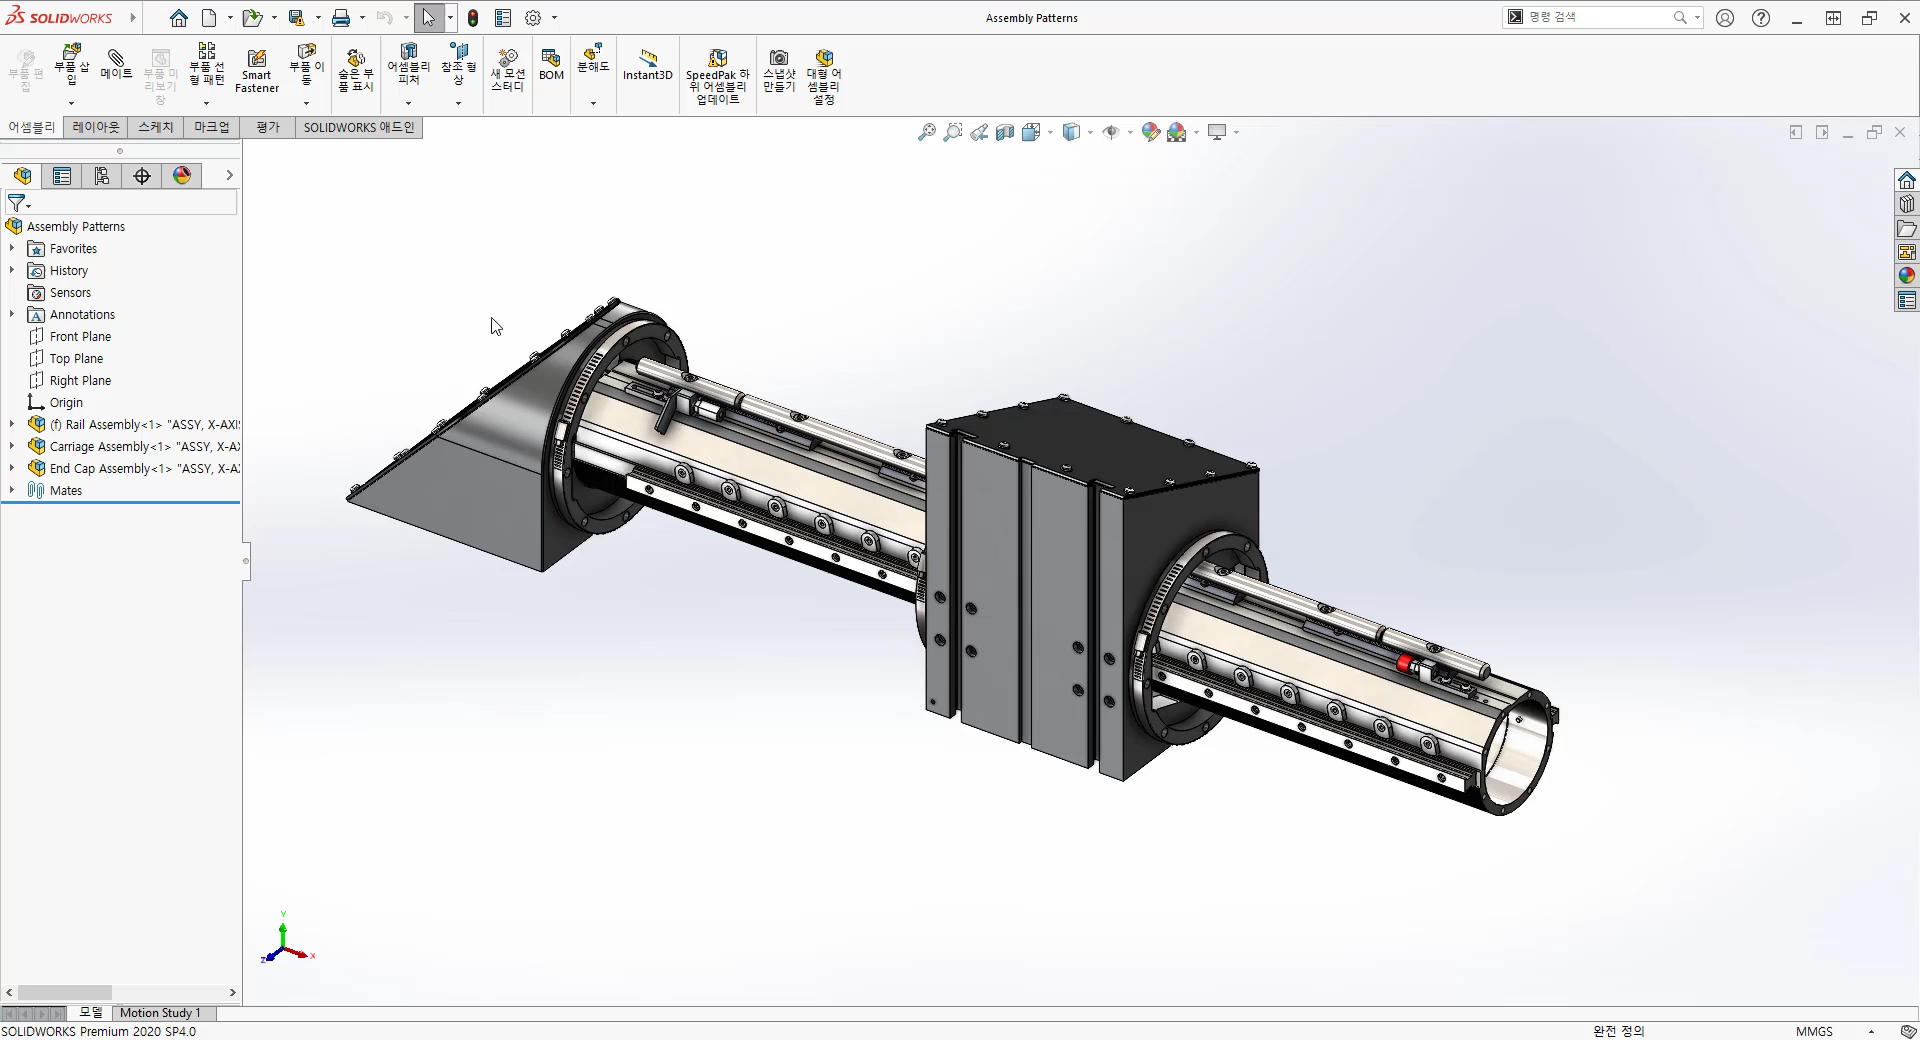 SOLIDWORKS
Assembly Patterns
명령 검색
부품 편
집
부품 삽
입
메이트
부품 미
리보기
창
부품 선
형 패턴
Smart
Fastener
부품 이
동
숨은 부
품 표시
어셈블리
피처
참조 형
상
새 모션
스터디
BOM
분해도
Instant3D
SpeedPak 하
위 어셈블리
업데이트
스냅샷
만들기
대형 어
셈블리
설정
어셈블리
레이아웃
스케치
마크업
평가
SOLIDWORKS 애드인
Assembly Patterns
Favorites
History
Sensors
Annotations
Front Plane
Top Plane
Right Plane
Origin
(f) Rail Assembly<1> "ASSY, X-AXI
Carriage Assembly<1> "ASSY, X-A
End Cap Assembly<1> "ASSY, X-A
Mates
Y
Z
X
모델
Motion Study 1
SOLIDWORKS Premium 2020 SP4.0
완전 정의
MMGS